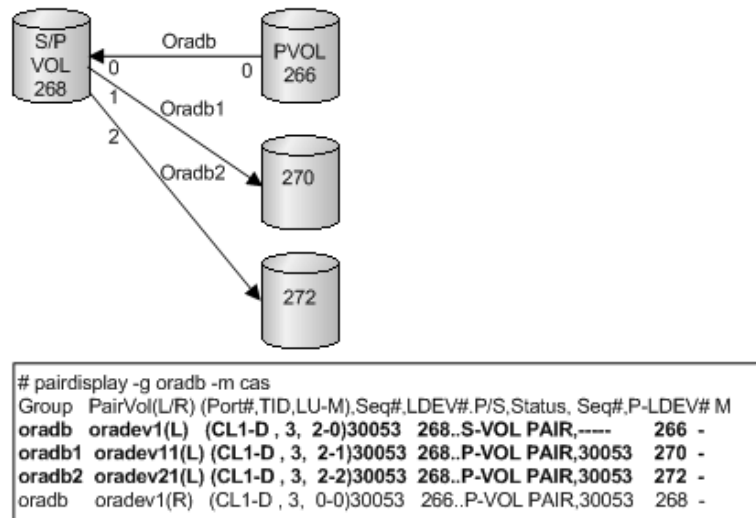 S/P
VOL
268
Oradb
0
0
PVOL
266
1
Oradb1
2
Oradb2
270
272
# pairdisplay -g oradb -m cas
Group PairVol(L/R) (Port#,TID,LU-M),Seq#,LDEV#.P/S,Status, Seq#,P-LDEV# M
oradb oradev1(L) (CL1-D , 3, 2-0)30053 268..S-VOL PAIR,----- 266 -
oradb1 oradev11(L) (CL1-D , 3, 2-1)30053 268..P-VOL PAIR,30053 270 -
oradb2 oradev21(L) (CL1-D , 3, 2-2)30053 268..P-VOL PAIR,30053 272 -
oradb oradev1(R) (CL1-D , 3, 0-0)30053 266..P-VOL PAIR,30053 268 -